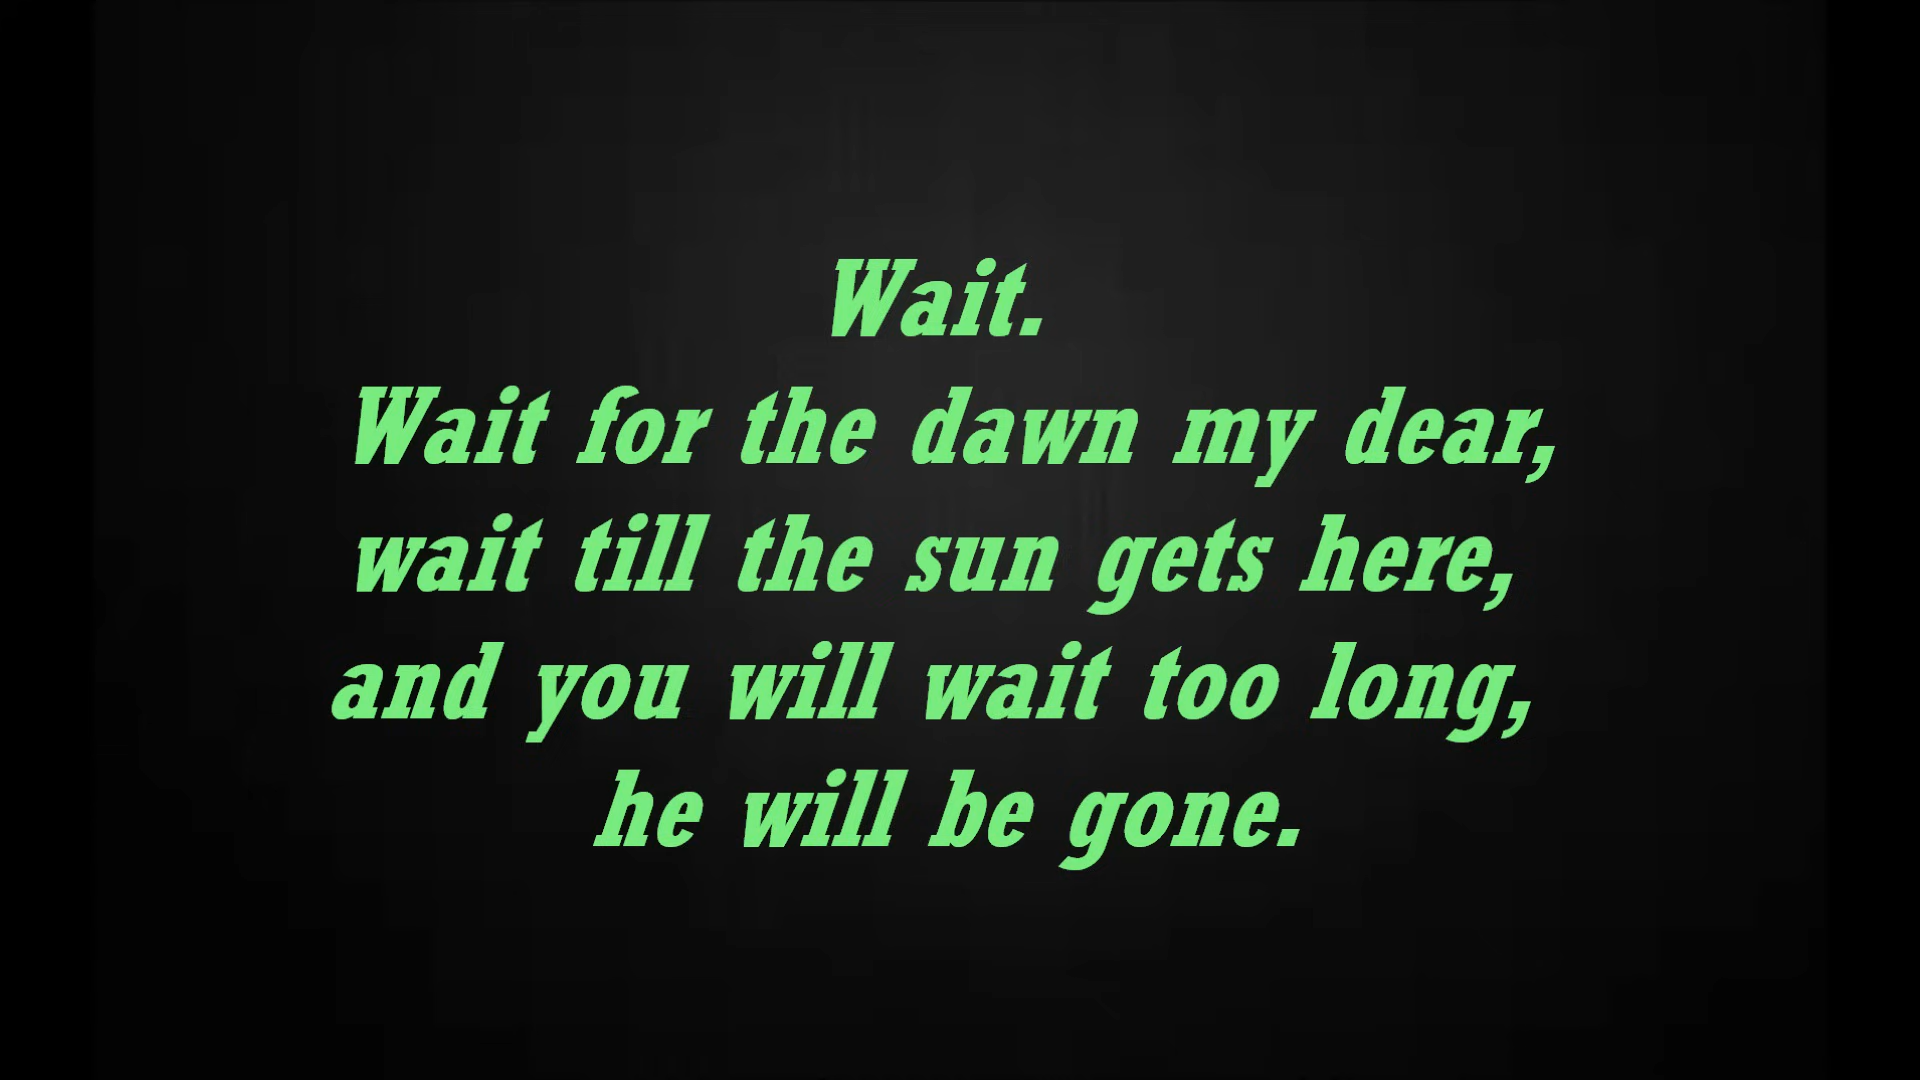 Wait.
Wait for the dawn my dear,
wait till the sun gets here,
and you will wait too long,
he will be gone.